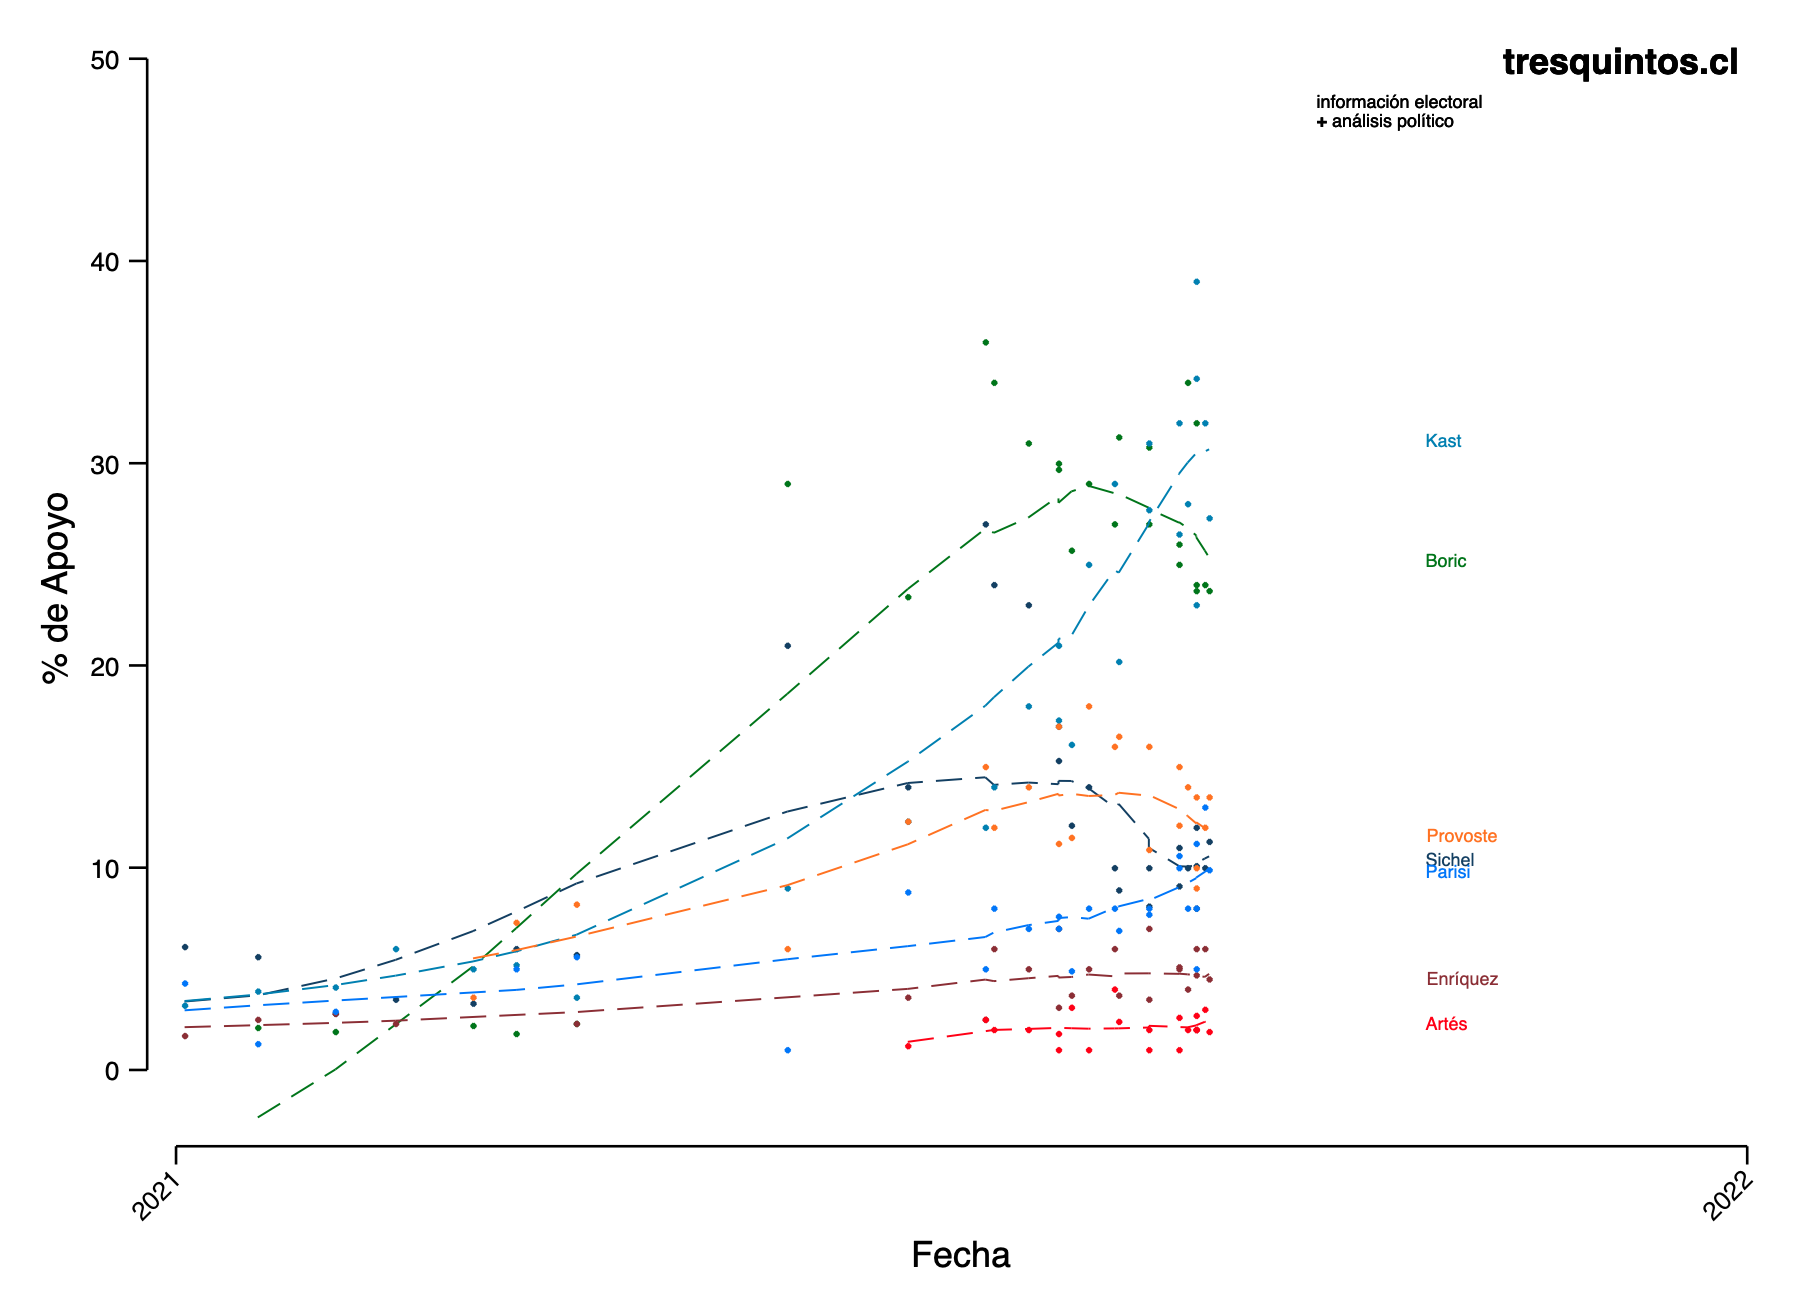 tresquintos.cl
información electoral
+ análisis político
50
40
30
20
10
0
% de Apoyo
Kast
Boric
Provoste
Sichel
Parisi
Enríquez
Artés
2021
2022
Fecha